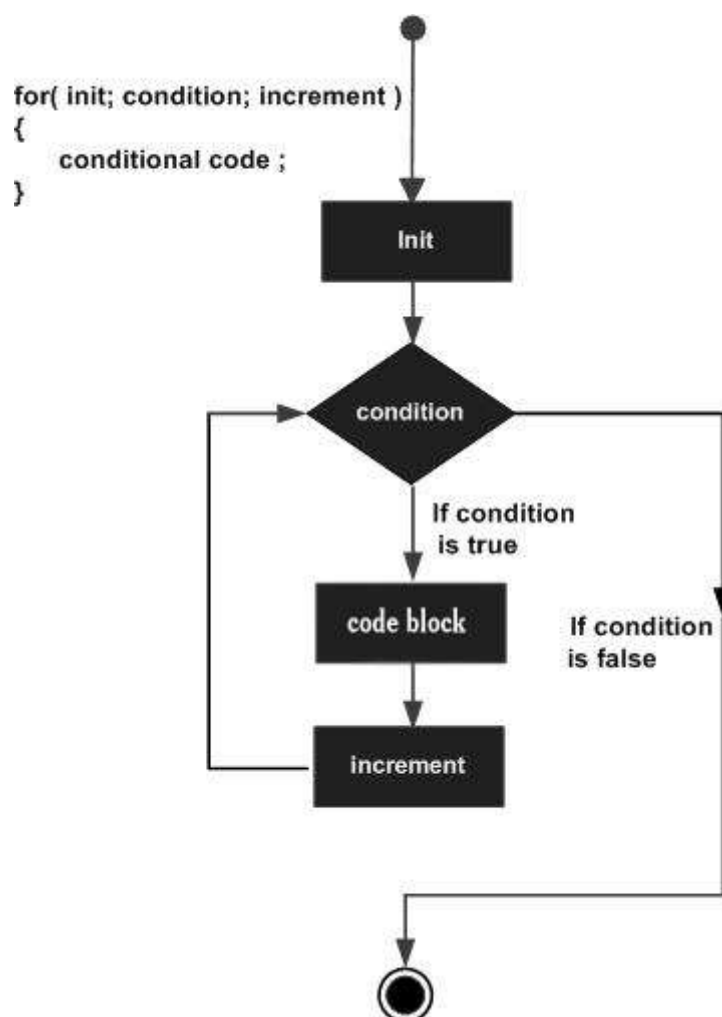 for( init; condition; increment )
{
conditional code ;
}
Init
condition
If condition
is true
code block
If condition
is false
increment